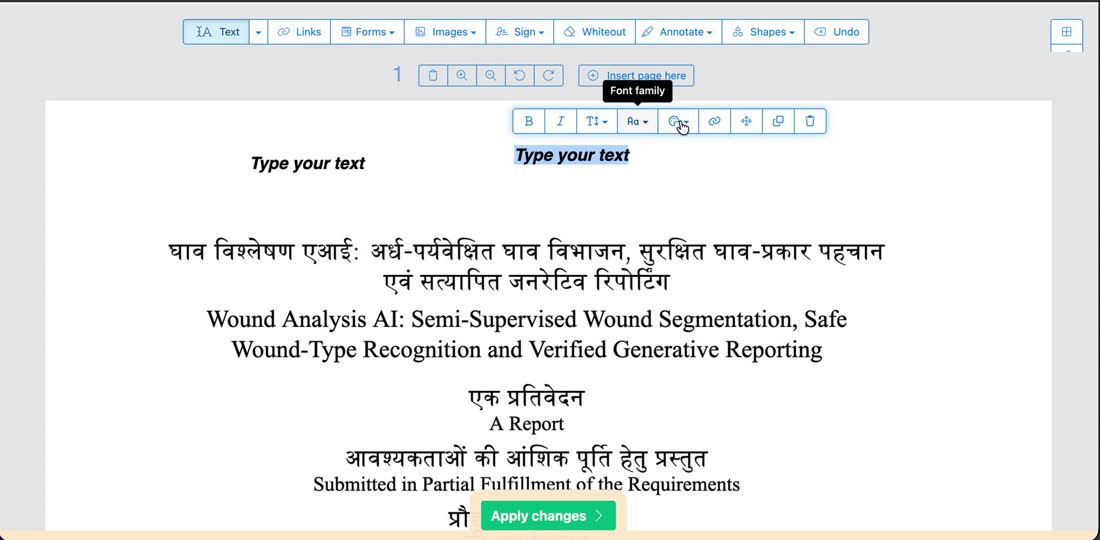 Text Links Forms Images Sign Whiteout Annotate Shapes Undo
1 Insert page here
Font family
B I T Aa
Type your text
Type your text
घाव विश्लेषण एआई: अर्ध-पर्यवेक्षित घाव विभाजन, सुरक्षित घाव-प्रकार पहचान
एवं सत्यापित जनरेटिव रिपोर्टिंग
Wound Analysis AI: Semi-Supervised Wound Segmentation, Safe
Wound-Type Recognition and Verified Generative Reporting
एक प्रतिवेदन
A Report
आवश्यकताओं की आंशिक पूर्ति हेतु प्रस्तुत
Submitted in Partial Fulfillment of the Requirements
Apply changes